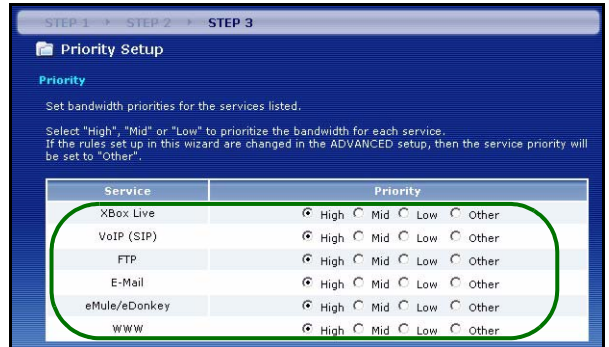 STEP 1 STEP 2 STEP 3
Priority Setup
Priority
Set bandwidth priorities for the services listed.
Select "High", "Mid" or "Low" to prioritize the bandwidth for each service.
If the rules set up in this wizard are changed in the ADVANCED setup, then the service priority will
be set to "Other".
Service Priority
XBox Live High Mid Low Other
VoIP (SIP) High Mid Low Other
FTP High Mid Low Other
E-Mail High Mid Low Other
eMule/eDonkey High Mid Low Other
WWW High Mid Low Other